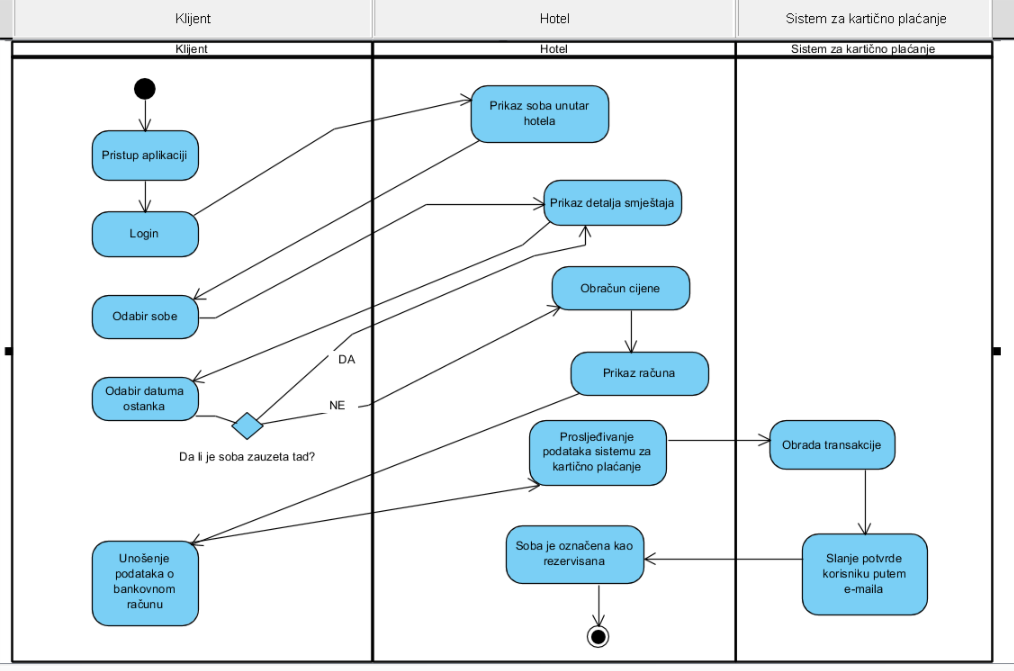 Klijent
Hotel
Sistem za kartično plaćanje
Klijent
Hotel
Sistem za kartično plaćanje
Pristup aplikaciji
Login
Prikaz soba unutar
hotela
Odabir sobe
Prikaz detalja smještaja
Odabir datuma
ostanka
Da li je soba zauzeta tad?
DA
NE
Obračun cijene
Prikaz računa
Unošenje
podataka o
bankovnom
računu
Prosljeđivanje
podataka sistemu za
kartično plaćanje
Obrada transakcije
Slanje potvrde
korisniku putem
e-maila
Soba je označena kao
rezervisana